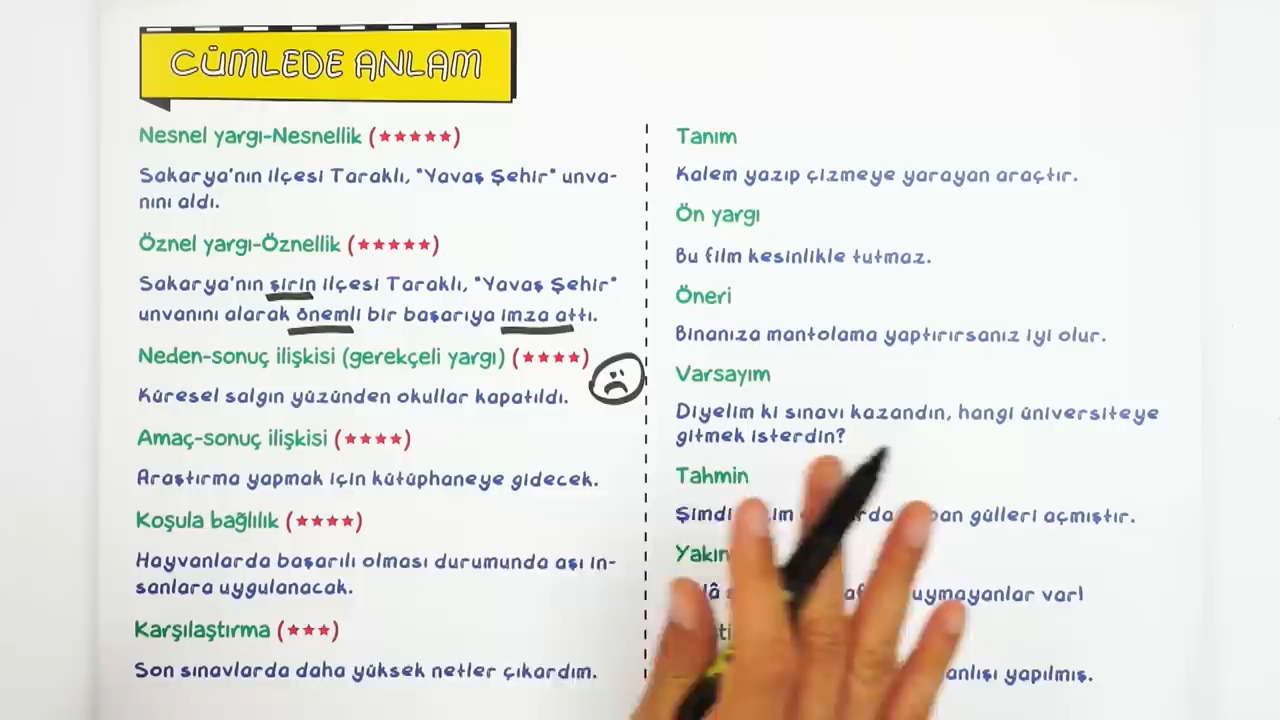 CÜMLEDE ANLAM
Nesnel yargı-Nesnellik (★★★★★)
Sakarya'nın ilçesi Taraklı, "Yavaş Şehir" unva-
nını aldı.
Öznel yargı-Öznellik (★★★★★)
Sakarya'nın şirin ilçesi Taraklı, "Yavaş Şehir"
unvanını alarak önemli bir başarıya imza attı.
Neden-sonuç ilişkisi (gerekçeli yargı) (★★★★)
Küresel salgın yüzünden okullar kapatıldı.
Amaç-sonuç ilişkisi (★★★★)
Araştırma yapmak için kütüphaneye gidecek.
Koşula bağlılık (★★★★)
Hayvanlarda başarılı olması durumunda aşı in-
sanlara uygulanacak.
Karşılaştırma (★★★)
Son sınavlarda daha yüksek netler çıkardım.
Tanım
Kalem yazıp çizmeye yarayan araçtır.
Ön yargı
Bu film kesinlikle tutmaz.
Öneri
Binanıza mantolama yaptırırsanız iyi olur.
Varsayım
Diyelim ki sınavı kazandın, hangi üniversiteye
gitmek isterdin?
Tahmin
Şimdi gülleri açmıştır.
uymayanlar var!
yapılmış.